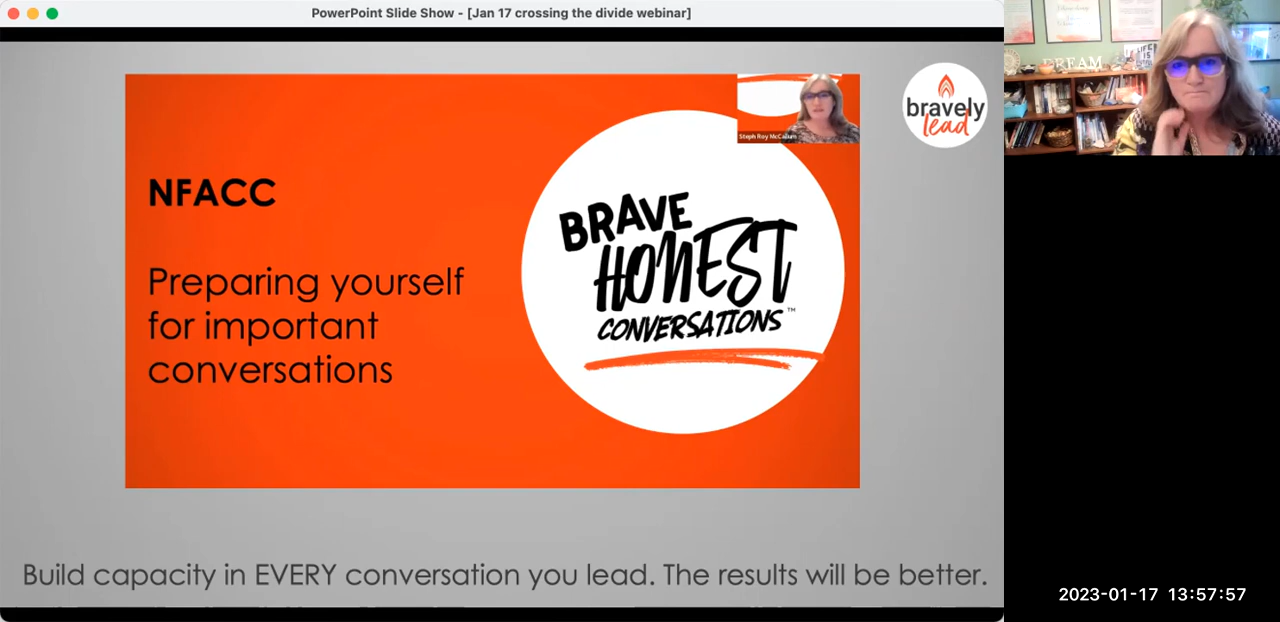 PowerPoint Slide Show - [Jan 17 crossing the divide webinar]
NFACC
Preparing yourself
for important
conversations
Steph Roy McCallum
BRAVE
HONEST
CONVERSATIONS™
bravely
lead
DREAM
Build capacity in EVERY conversation you lead. The results will be better.
2023-01-17 13:57:57